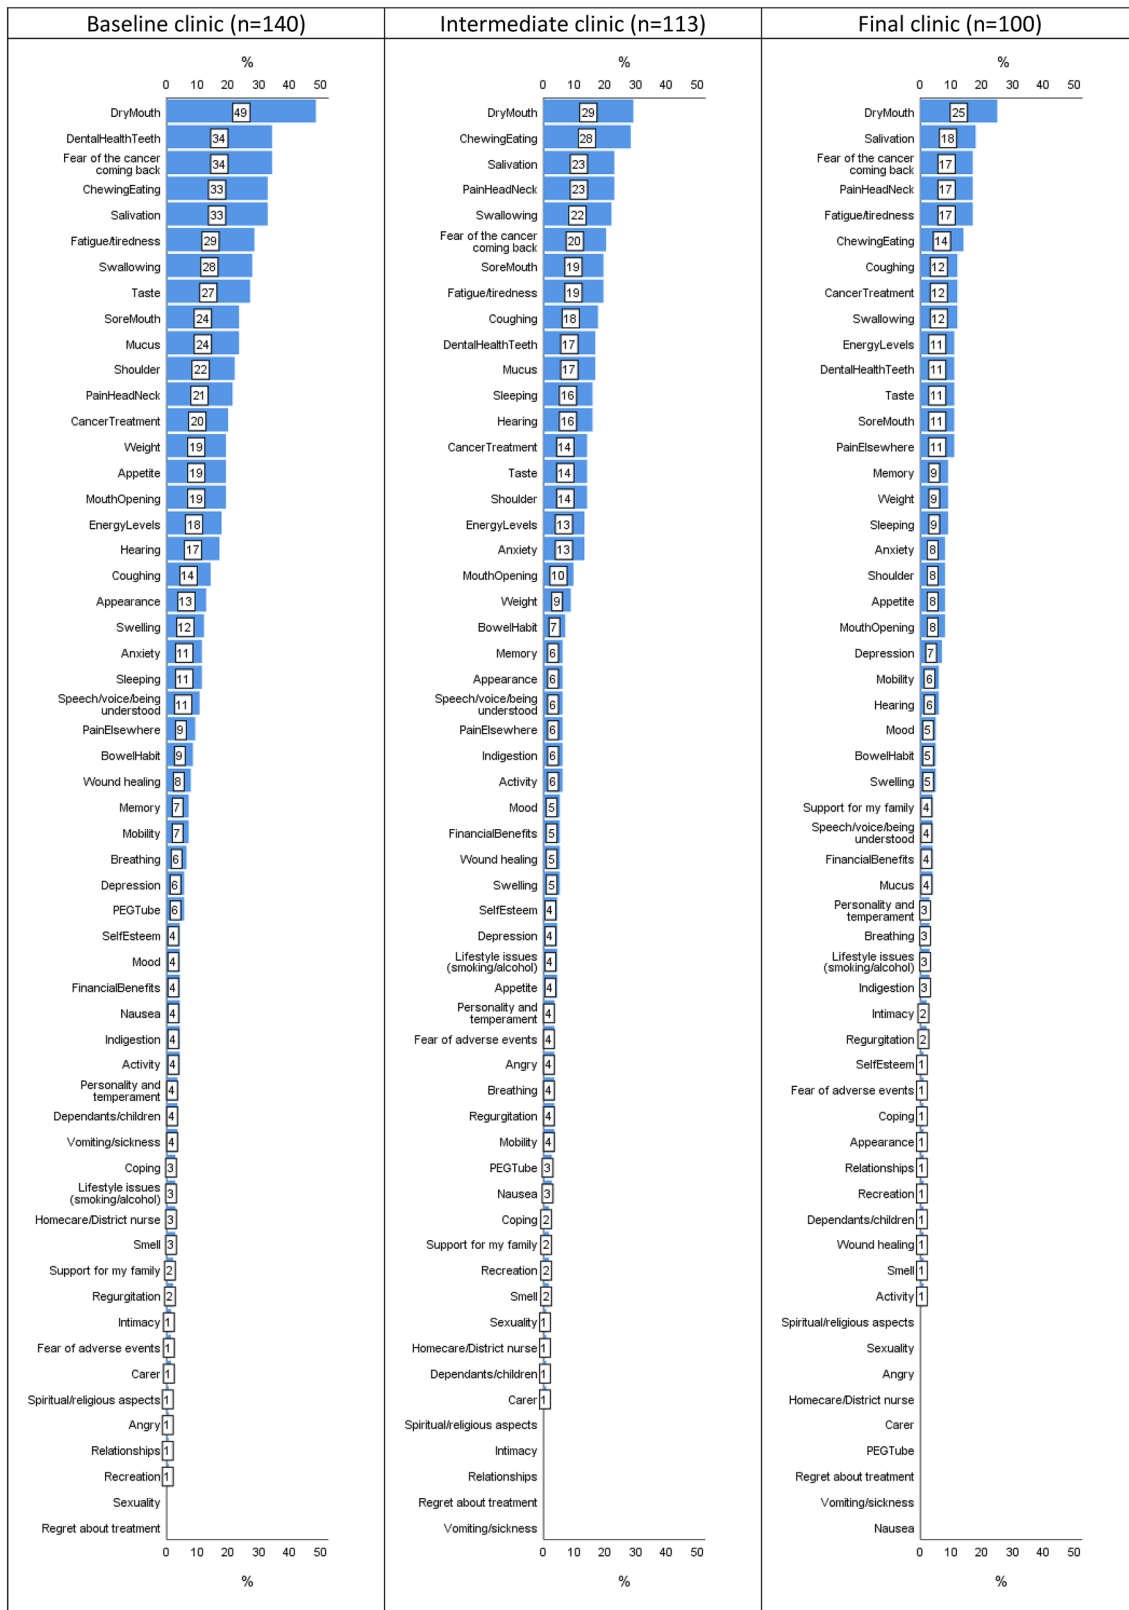 Baseline clinic (n=140)
%
0 10 20 30 40 50
DryMouth 49
DentalHealthTeeth 34
Fear of the cancer
coming back 34
ChewingEating 33
Salivation 33
Fatigue/tiredness 29
Swallowing 28
Taste 27
SoreMouth 24
Mucus 24
Shoulder 22
PainHeadNeck 21
CancerTreatment 20
Weight 19
Appetite 19
MouthOpening 19
EnergyLevels 18
Hearing 17
Coughing 14
Appearance 13
Swelling 12
Anxiety 11
Sleeping 11
Speech/voice/being
understood 11
PainElsewhere 9
BowelHabit 9
Wound healing 8
Memory 7
Mobility 7
Breathing 6
Depression 6
PEGTube 6
SelfEsteem 4
Mood 4
FinancialBenefits 4
Nausea 4
Indigestion 4
Activity 4
Personality and
temperament 4
Dependants/children 4
Vomiting/sickness 4
Coping 3
Lifestyle issues
(smoking/alcohol) 3
Homecare/District nurse 3
Smell 3
Support for my family 2
Regurgitation 2
Intimacy 1
Fear of adverse events 1
Carer 1
Spiritual/religious aspects 1
Angry 1
Relationships 1
Recreation 1
Sexuality
Regret about treatment
0 10 20 30 40 50
%
Intermediate clinic (n=113)
%
0 10 20 30 40 50
DryMouth 29
ChewingEating 28
Salivation 23
PainHeadNeck 23
Swallowing 22
Fear of the cancer
coming back 20
SoreMouth 19
Fatigue/tiredness 19
Coughing 18
DentalHealthTeeth 17
Mucus 17
Sleeping 16
Hearing 16
CancerTreatment 14
Taste 14
Shoulder 14
EnergyLevels 13
Anxiety 13
MouthOpening 10
Weight 9
BowelHabit 7
Memory 6
Appearance 6
Speech/voice/being
understood 6
PainElsewhere 6
Indigestion 6
Activity 6
Mood 5
FinancialBenefits 5
Wound healing 5
Swelling 5
SelfEsteem 4
Depression 4
Lifestyle issues
(smoking/alcohol) 4
Appetite 4
Personality and
temperament 4
Fear of adverse events 4
Angry 4
Breathing 4
Regurgitation 4
Mobility 4
PEGTube 3
Nausea 3
Coping 2
Support for my family 2
Recreation 2
Smell 2
Sexuality 1
Homecare/District nurse 1
Dependants/children 1
Carer 1
Spiritual/religious aspects
Intimacy
Relationships
Regret about treatment
Vomiting/sickness
0 10 20 30 40 50
%
Final clinic (n=100)
%
0 10 20 30 40 50
DryMouth 25
Salivation 18
Fear of the cancer
coming back 17
PainHeadNeck 17
Fatigue/tiredness 17
ChewingEating 14
Coughing 12
CancerTreatment 12
Swallowing 12
EnergyLevels 11
DentalHealthTeeth 11
Taste 11
SoreMouth 11
PainElsewhere 11
Memory 9
Weight 9
Sleeping 9
Anxiety 8
Shoulder 8
Appetite 8
MouthOpening 8
Depression 7
Mobility 6
Hearing 6
Mood 5
BowelHabit 5
Swelling 5
Support for my family 4
Speech/voice/being
understood 4
FinancialBenefits 4
Mucus 4
Personality and
temperament 3
Breathing 3
Lifestyle issues
(smoking/alcohol) 3
Indigestion 3
Intimacy 2
Regurgitation 2
SelfEsteem 1
Fear of adverse events 1
Coping 1
Appearance 1
Relationships 1
Recreation 1
Dependants/children 1
Wound healing 1
Smell 1
Activity 1
Spiritual/religious aspects
Sexuality
Angry
Homecare/District nurse
Carer
PEGTube
Regret about treatment
Vomiting/sickness
Nausea
0 10 20 30 40 50
%